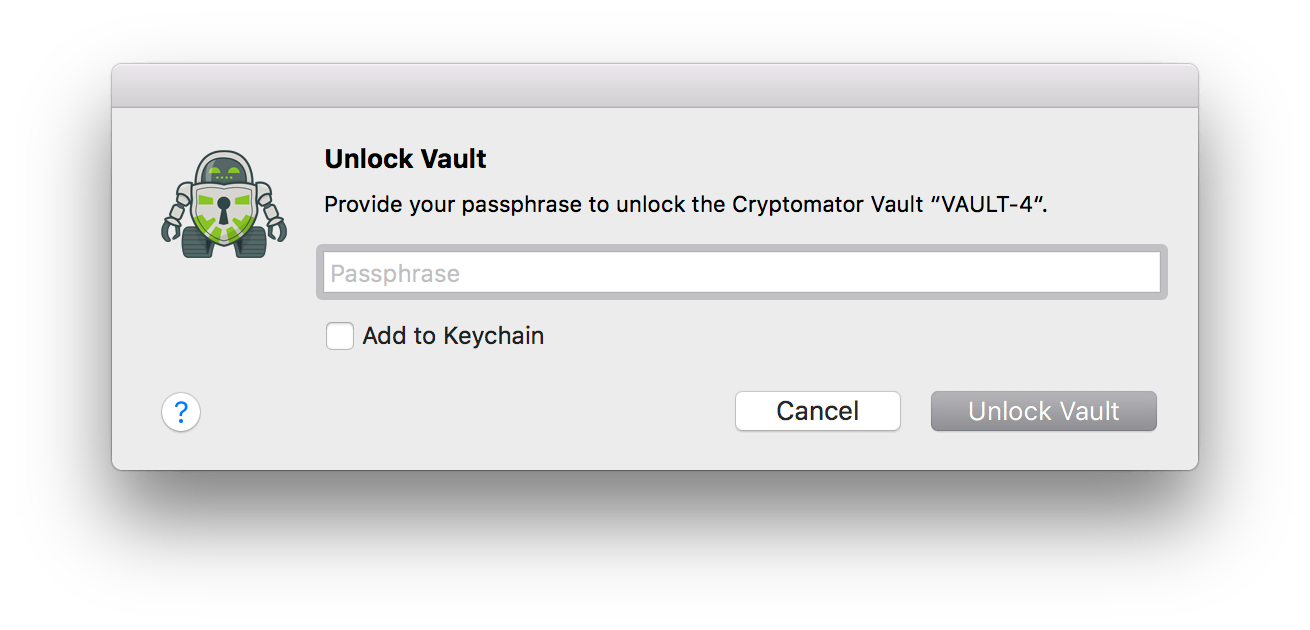 Unlock Vault
Provide your passphrase to unlock the Cryptomator Vault “VAULT-4”.
Passphrase
Add to Keychain
?
Cancel
Unlock Vault